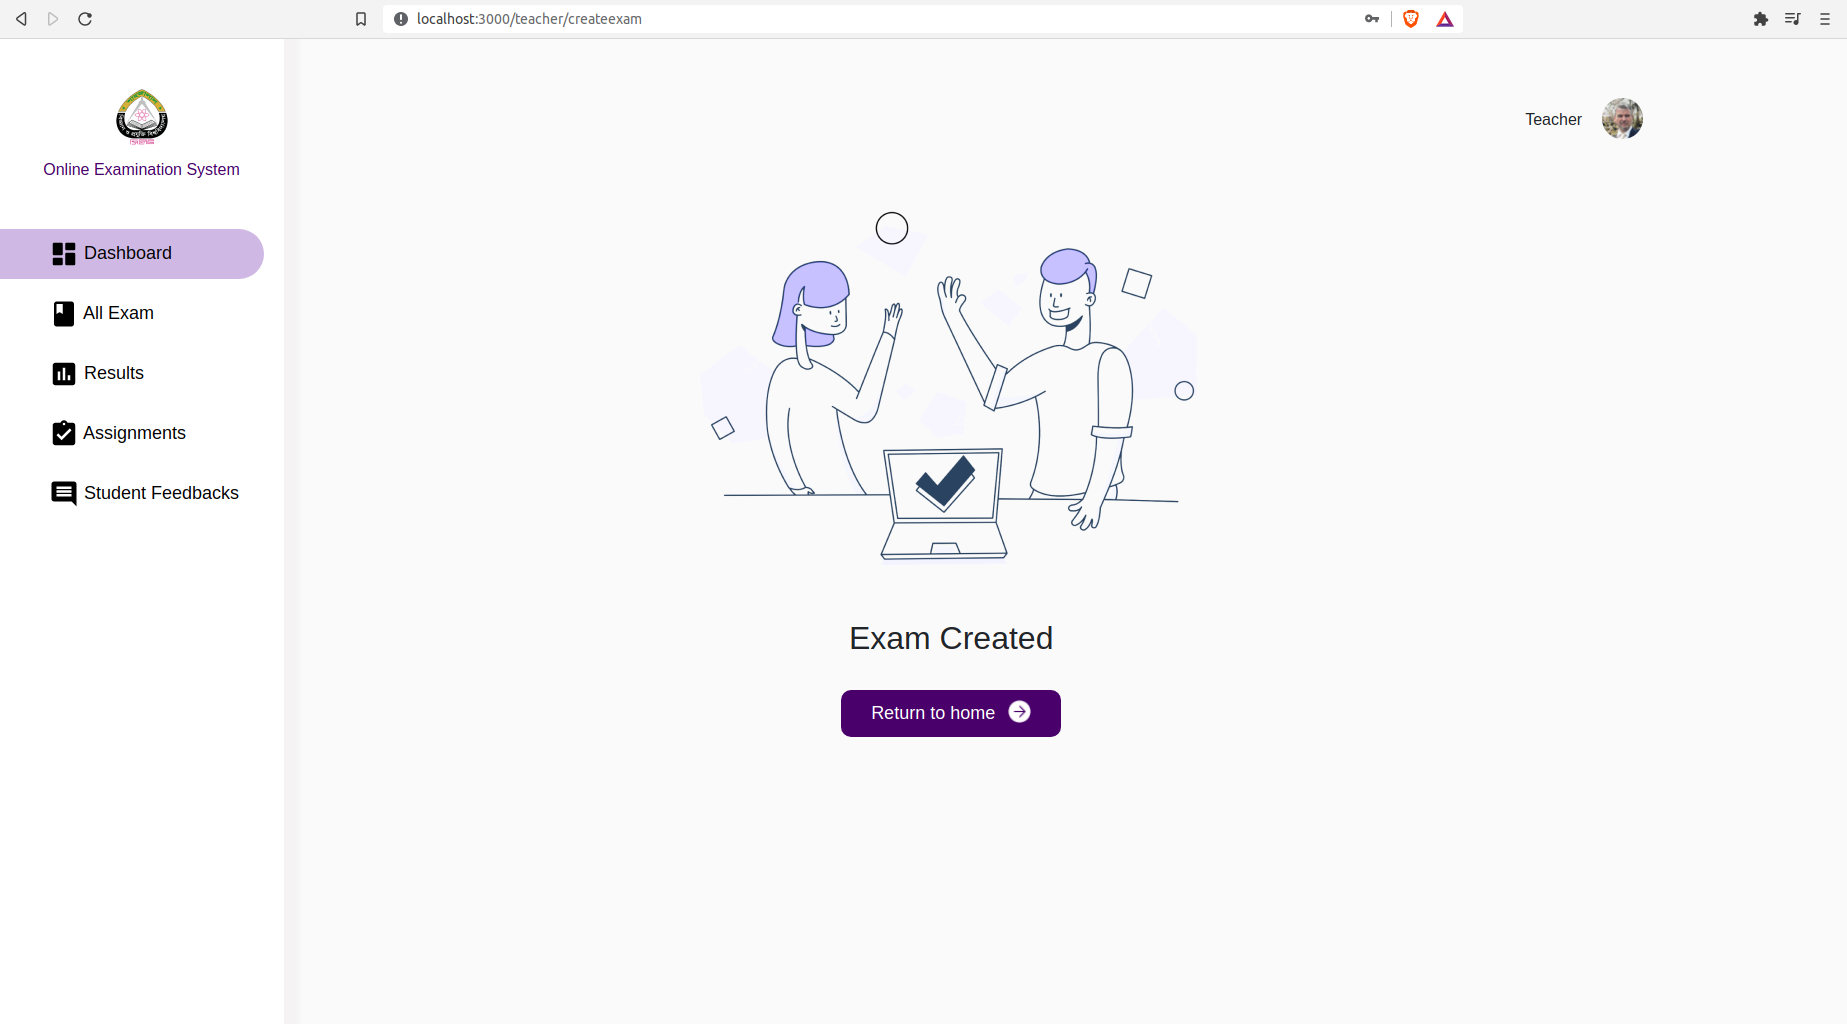 localhost:3000/teacher/createexam
Teacher
Online Examination System
Dashboard
All Exam
Results
Assignments
Student Feedbacks
Exam Created
Return to home